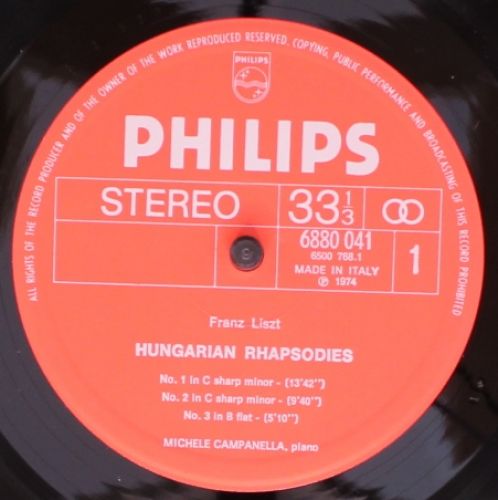 ALL RIGHTS OF THE RECORD PRODUCER AND OF THE OWNER OF THE WORK REPRODUCED RESERVED. COPYING, PUBLIC PERFORMANCE AND BROADCASTING OF THIS RECORD PROHIBITED
PHILIPS
PHILIPS
STEREO 33 1/3
6880 041
6500 768.1
MADE IN ITALY
℗ 1974
1
Franz Liszt
HUNGARIAN RHAPSODIES
No. 1 in C sharp minor - (13'42'')
No. 2 in C sharp minor - (9'40'')
No. 3 in B flat - (5'10'')
MICHELE CAMPANELLA, piano